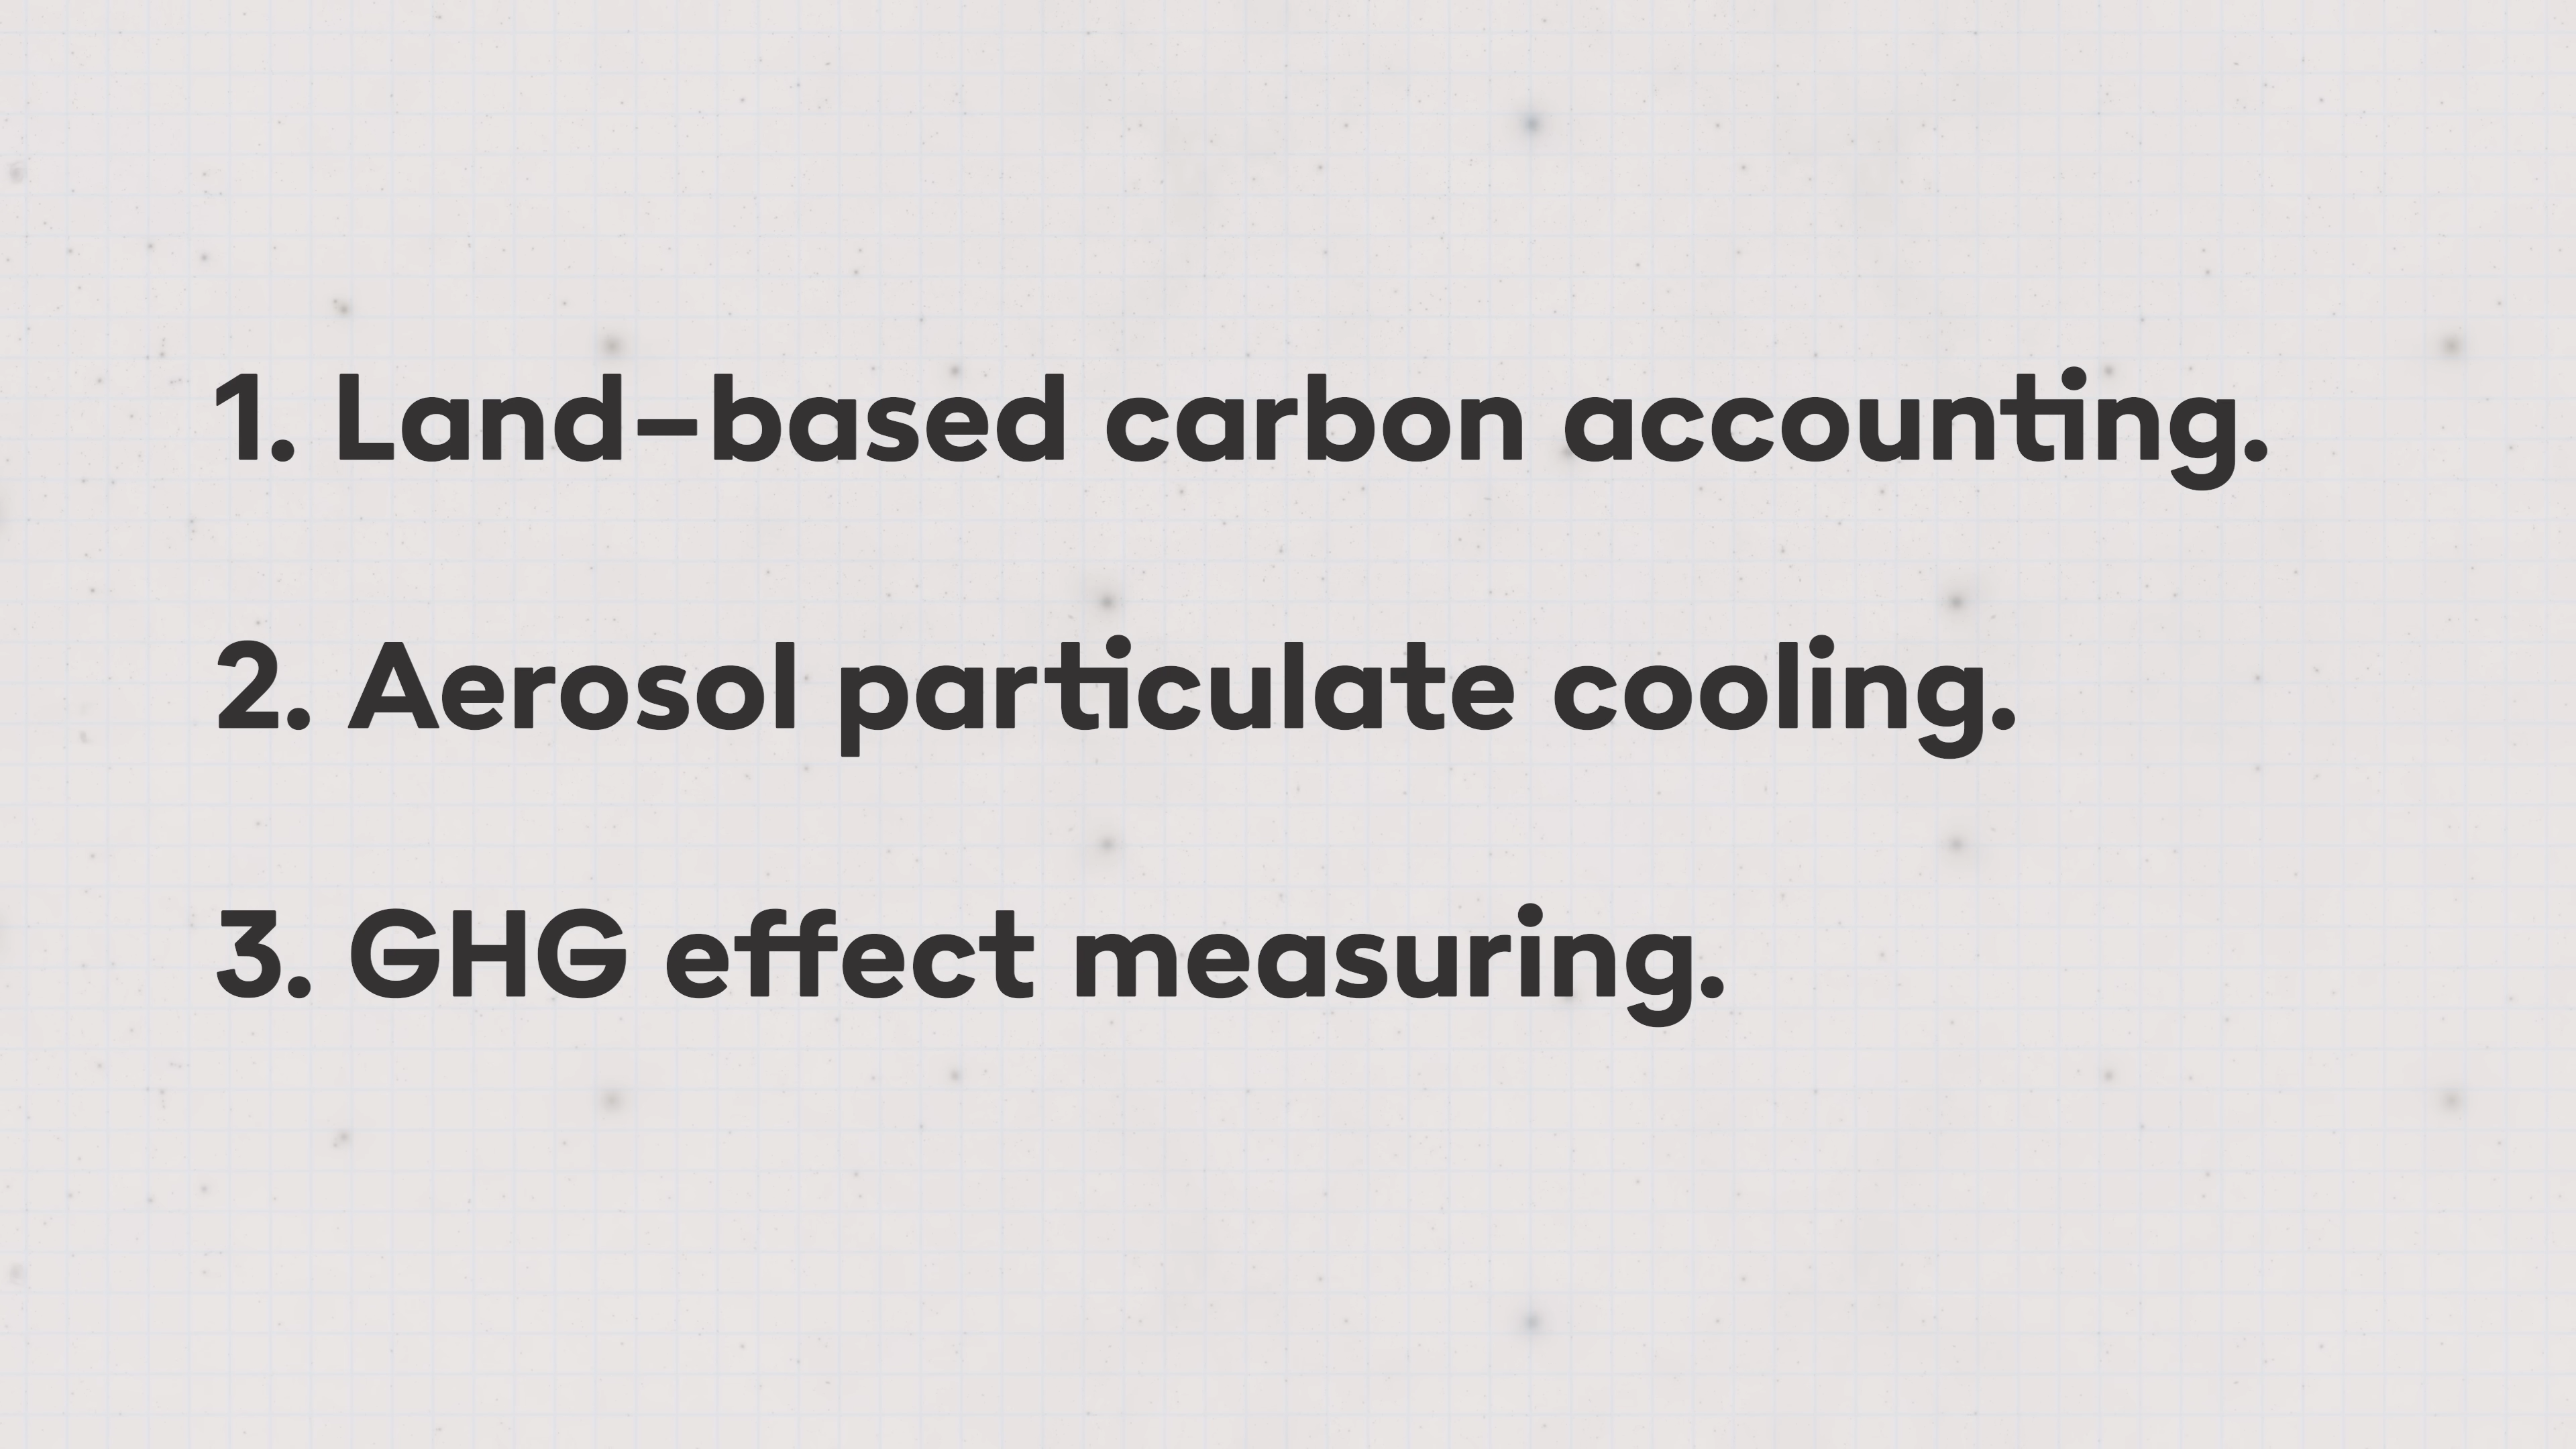 1. Land-based carbon accounting.
2. Aerosol particulate cooling.
3. GHG effect measuring.